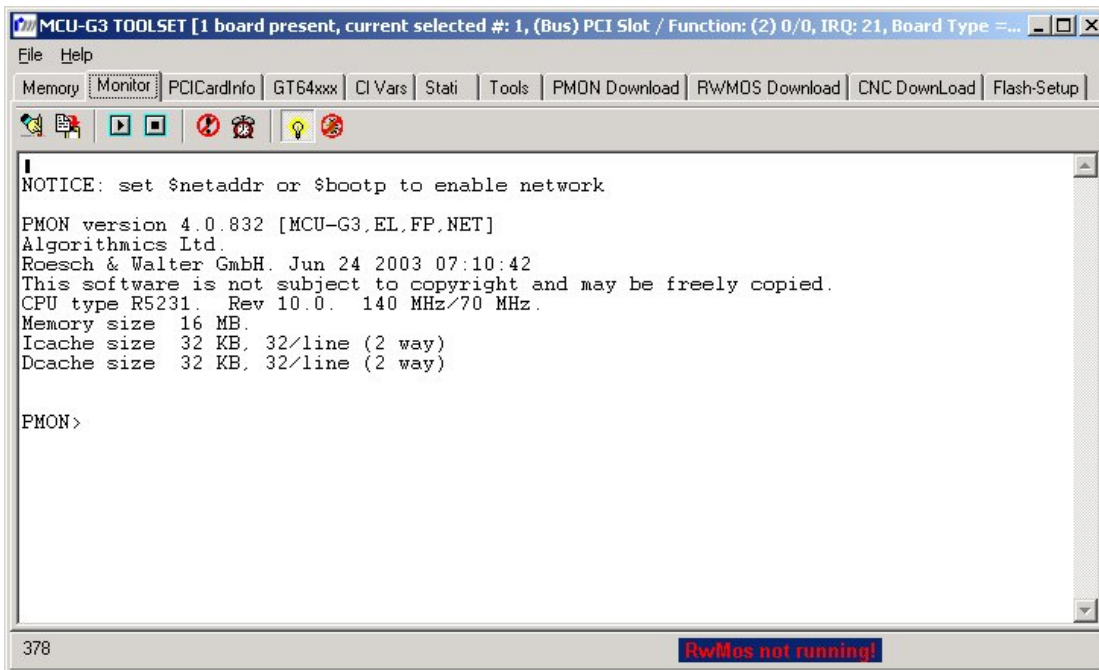 MCU-G3 TOOLSET [1 board present, current selected #: 1, (Bus) PCI Slot / Function: (2) 0/0, IRQ: 21, Board Type =...
File Help
Memory Monitor PCICardInfo GT64xxx CI Vars Stati Tools PMON Download RWMOS Download CNC DownLoad Flash-Setup
NOTICE: set $netaddr or $bootp to enable network
PMON version 4.0.832 [MCU-G3,EL,FP,NET]
Algorithmics Ltd.
Roesch & Walter GmbH. Jun 24 2003 07:10:42
This software is not subject to copyright and may be freely copied.
CPU type R5231. Rev 10.0. 140 MHz/70 MHz.
Memory size 16 MB.
Icache size 32 KB, 32/line (2 way)
Dcache size 32 KB, 32/line (2 way)
PMON>
378
RwMos not running!